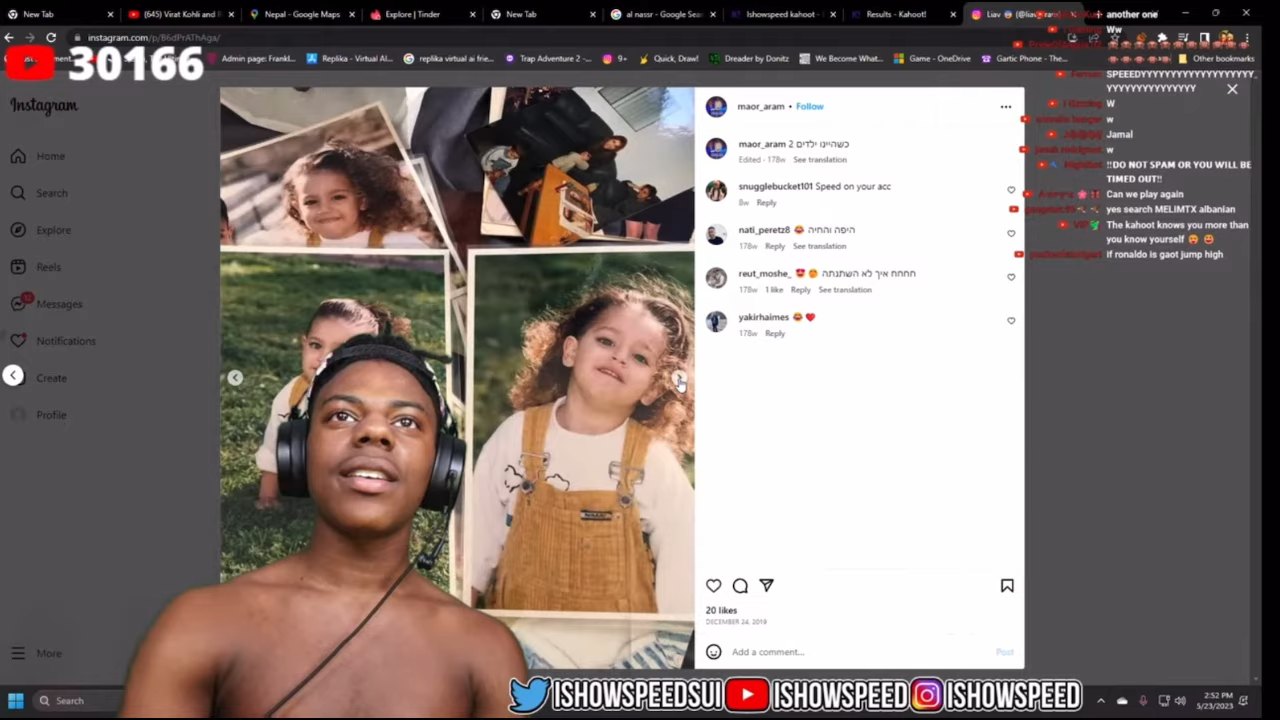 New Tab
(645) Virat Kohli and R
Nepal - Google Maps
Explore | Tinder
New Tab
al nassr - Google Sear
Ishowspeed kahoot -
Results - Kahoot!
Liav
another one
instagram.com/p/B6dPrAThAga/
Ww
30166
Admin page: Frankl...
Replika - Virtual AI...
replika virtual ai frie...
Trap Adventure 2 -...
9+
Quick, Draw!
Dreader by Donitz
We Become What...
Game - OneDrive
Gartic Phone - The...
Other bookmarks
SPEEEDYYYYYYYYYYYYYYYYYYY
YYYYYYYYYYYYYYY
W
w
Jamal
w
!!DO NOT SPAM OR YOU WILL BE
TIMED OUT!!
Can we play again
yes search MELIMTX albanian
The kahoot knows you more than
you know yourself
if ronaldo is gaot jump high
Instagram
Home
Search
Explore
Reels
Messages
Notifications
Create
Profile
More
maor_aram • Follow
maor_aram 2 כשהיינו ילדים
Edited · 178w See translation
snugglebucket101 Speed on your acc
8w Reply
nati_peretz8 😂 היפה והחיה
178w Reply See translation
reut_moshe_ 😍🥵 חחחח איך לא השתנתה
178w 1 like Reply See translation
yakirhaimes 😂❤️
178w Reply
20 likes
DECEMBER 24, 2019
Add a comment...
Post
ISHOWSPEEDSUI
ISHOWSPEED
ISHOWSPEED
Search
2:52 PM
5/23/2023